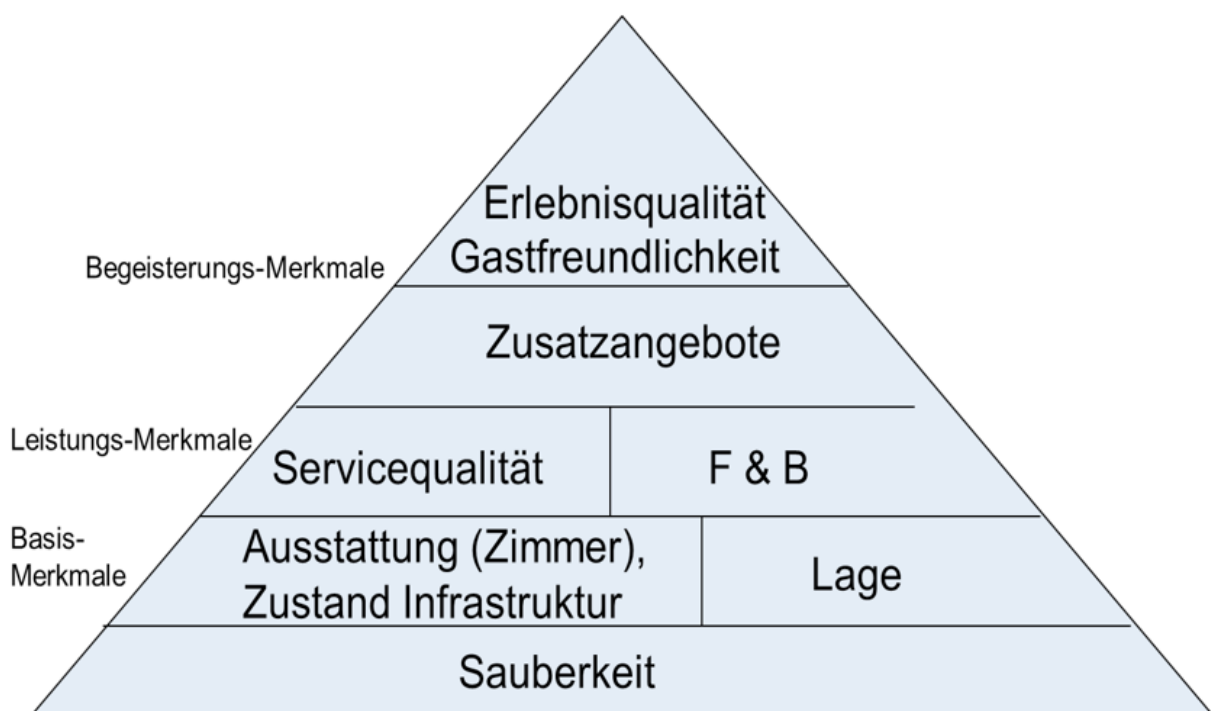 Erlebnisqualität
Gastfreundlichkeit
Begeisterungs-Merkmale
Zusatzangebote
Leistungs-Merkmale
Servicequalität
F & B
Basis-
Merkmale
Ausstattung (Zimmer),
Zustand Infrastruktur
Lage
Sauberkeit